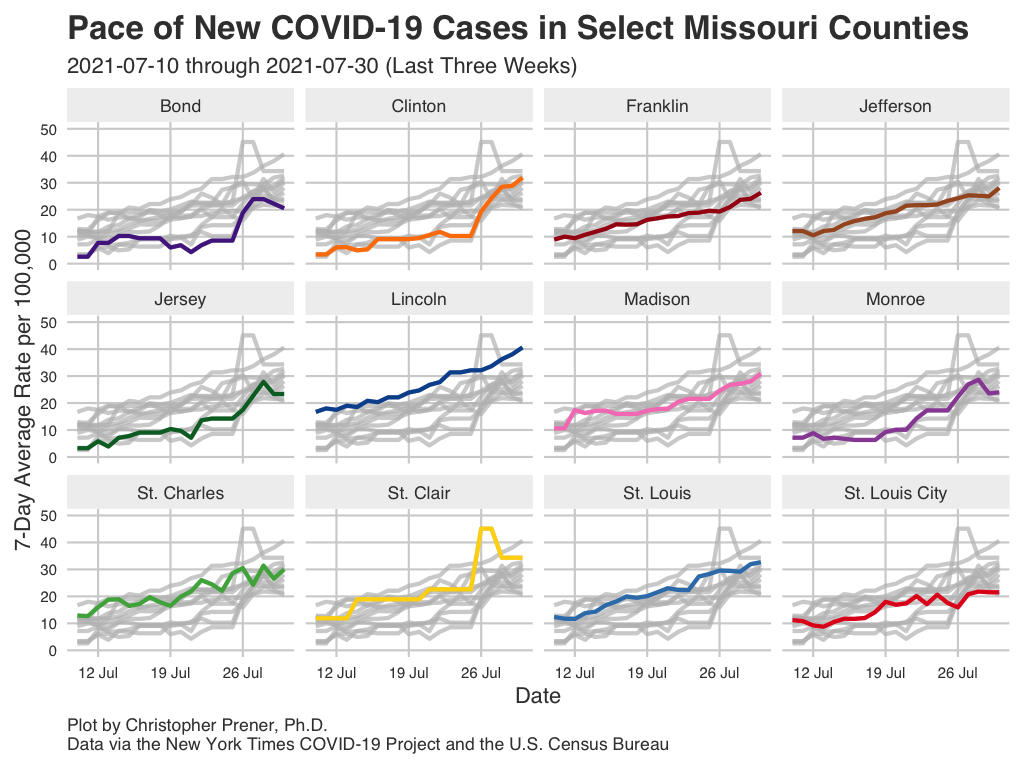 Pace of New COVID-19 Cases in Select Missouri Counties
2021-07-10 through 2021-07-30 (Last Three Weeks)
Bond Clinton Franklin Jefferson
50
40
30
20
10
0
Jersey Lincoln Madison Monroe
50
40
30
20
10
0
St. Charles St. Clair St. Louis St. Louis City
50
40
30
20
10
0
7-Day Average Rate per 100,000
12 Jul 19 Jul 26 Jul 12 Jul 19 Jul 26 Jul 12 Jul 19 Jul 26 Jul 12 Jul 19 Jul 26 Jul
Date
Plot by Christopher Prener, Ph.D.
Data via the New York Times COVID-19 Project and the U.S. Census Bureau